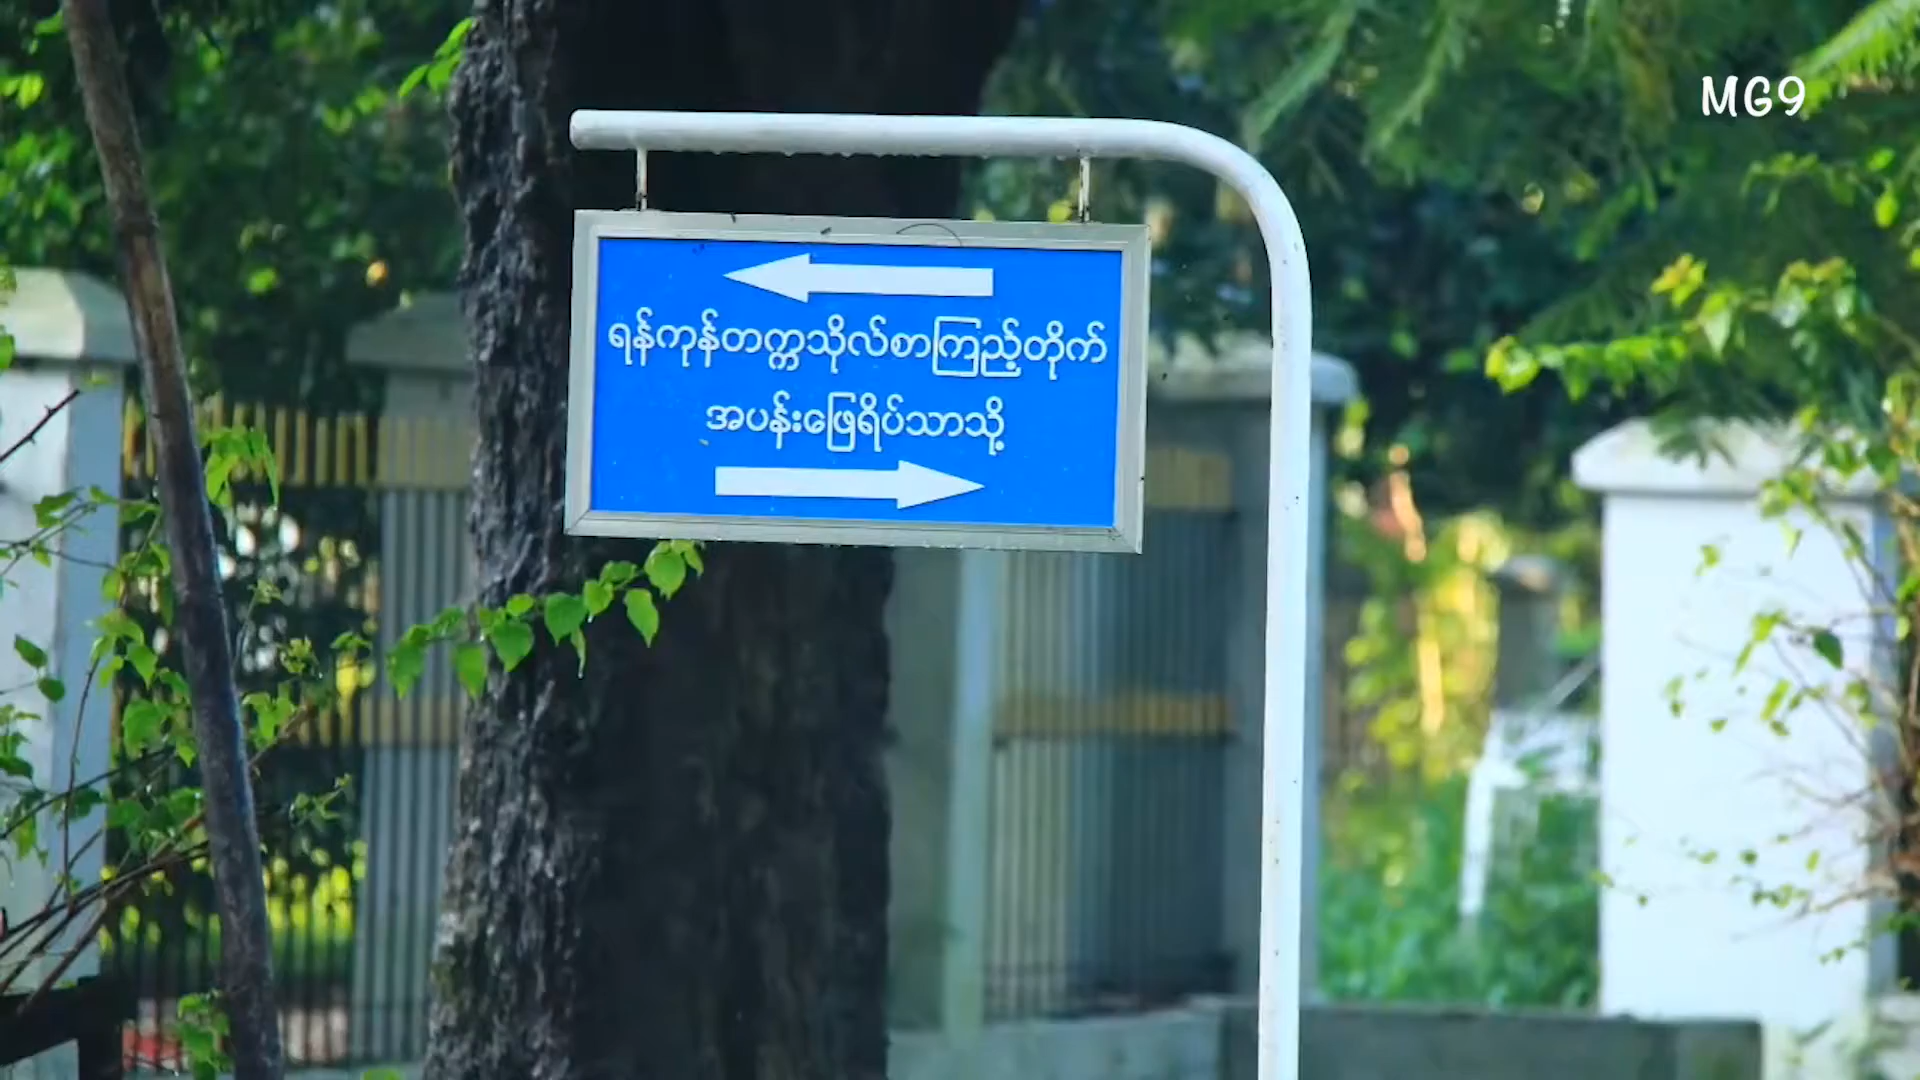 MG9
ရန်ကုန်တက္ကသိုလ်စာကြည့်တိုက်
အပန်းဖြေရိပ်သာသို့